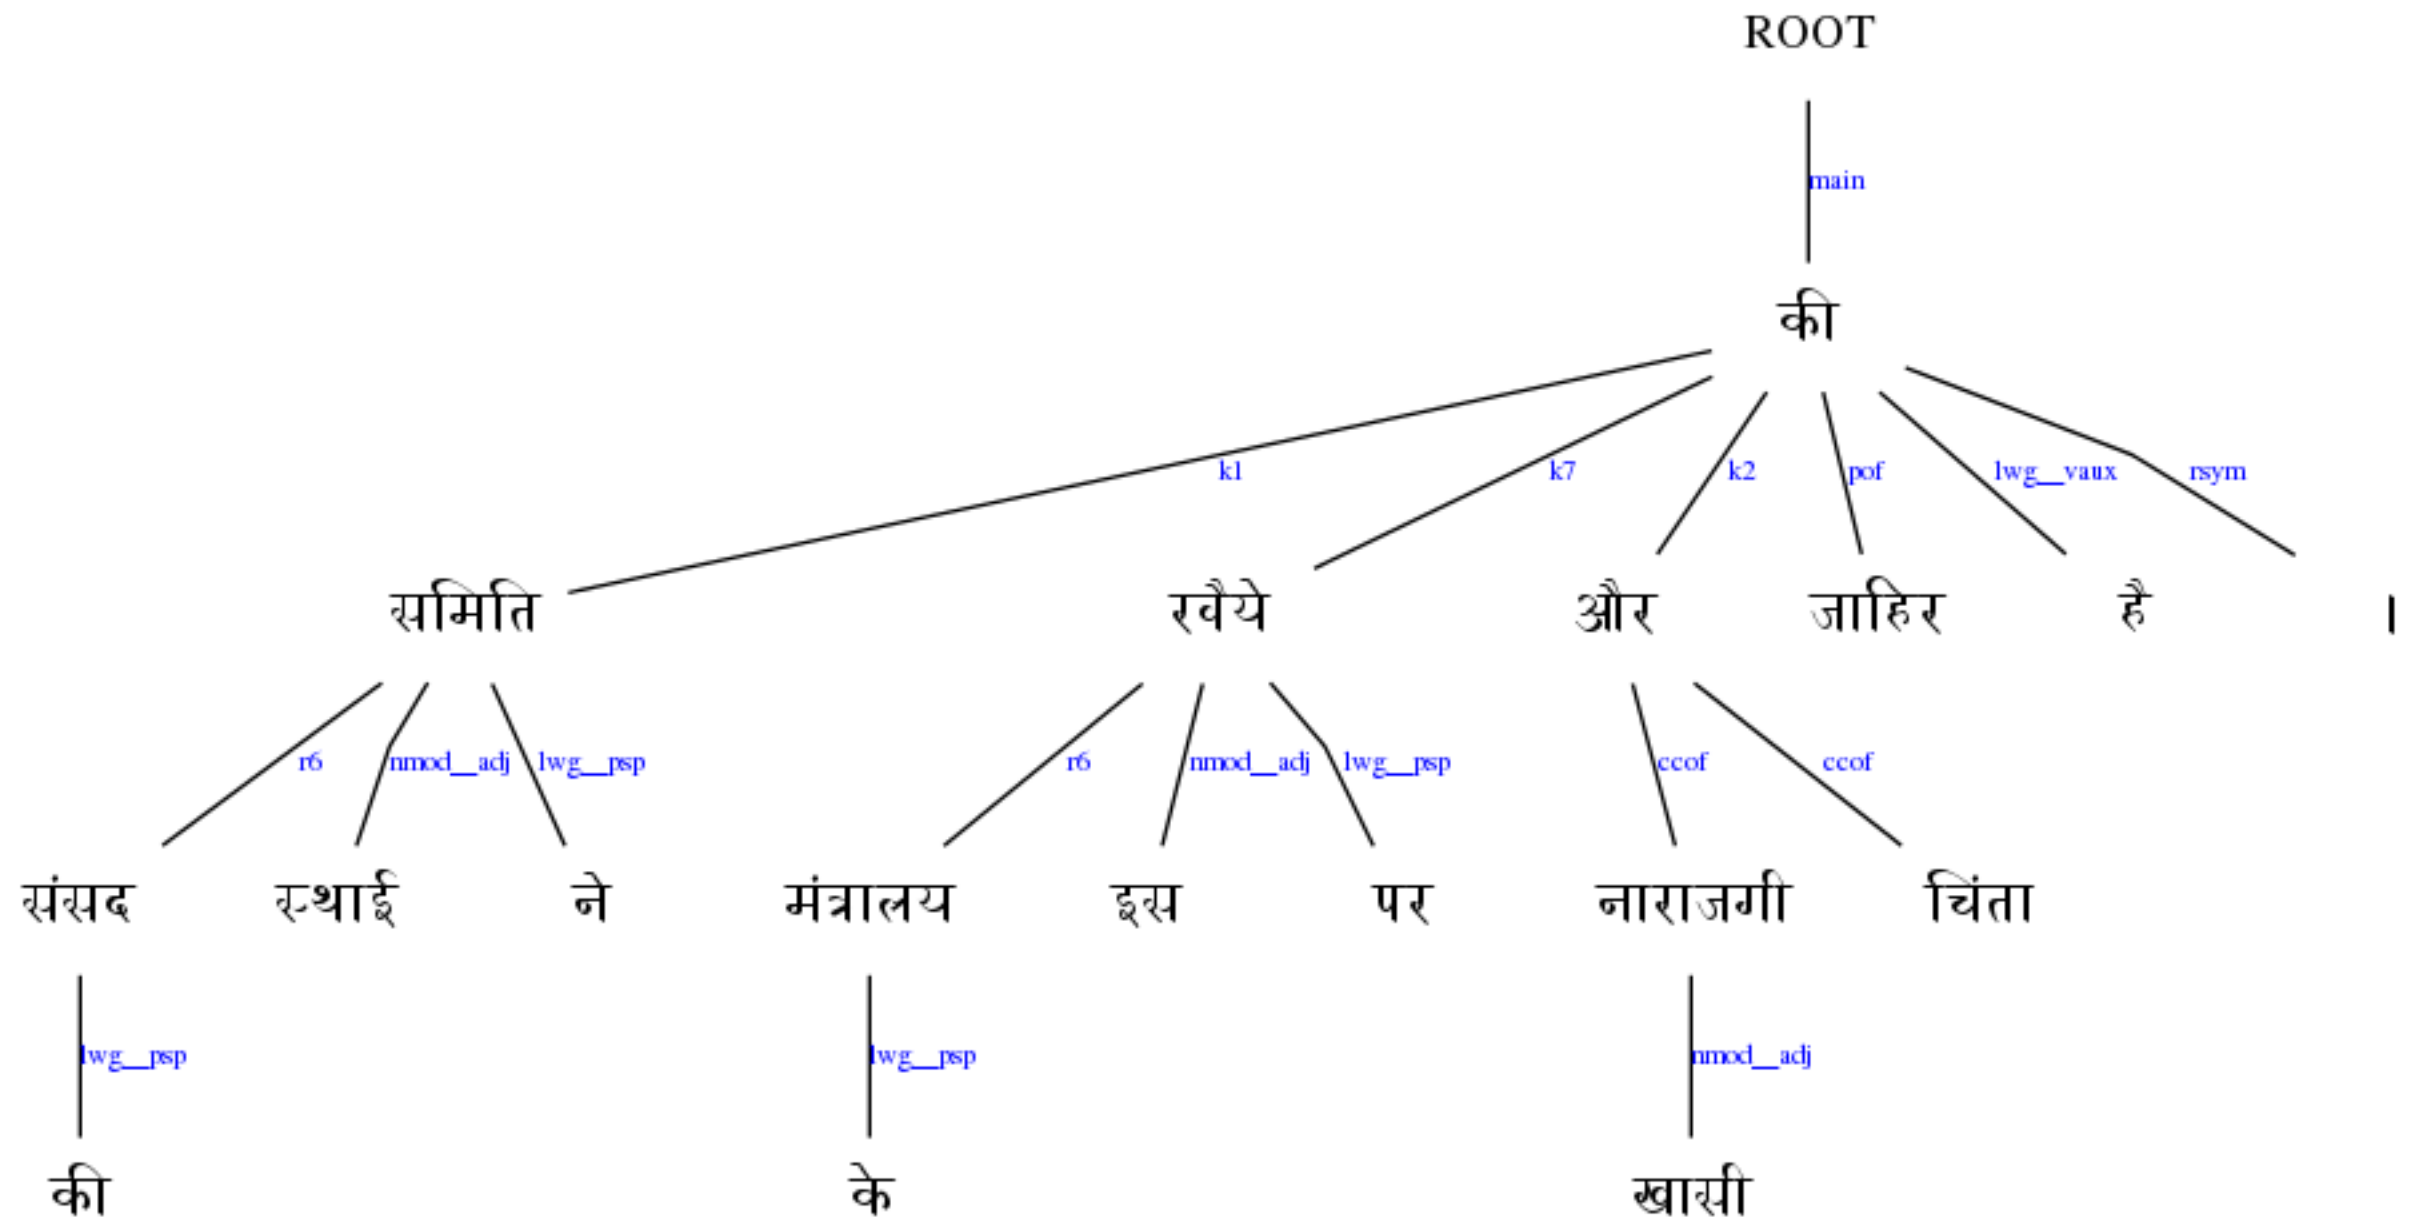 ROOT
main
की
k1 k7 k2 pof lwg__vaux rsym
समिति रवैये और जाहिर है ।
r6 nmod__adj lwg__psp r6 nmod__adj lwg__psp ccof ccof
संसद स्थाई ने मंत्रालय इस पर नाराजगी चिंता
lwg__psp lwg__psp nmod__adj
की के खासी